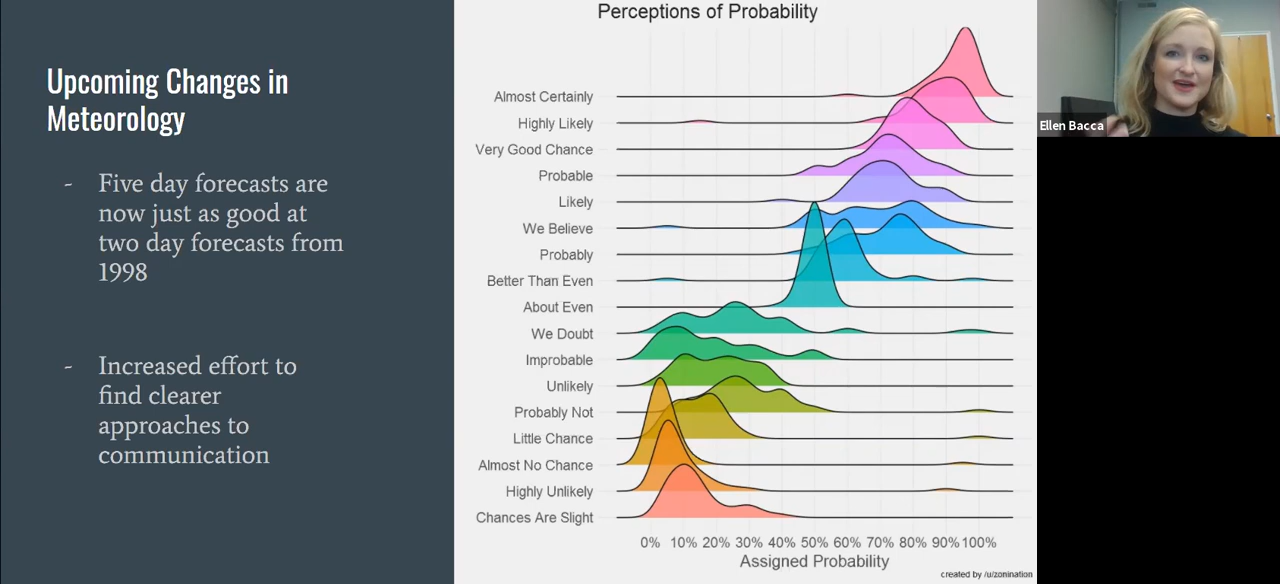 Upcoming Changes in
Meteorology
- Five day forecasts are
now just as good at
two day forecasts from
1998
- Increased effort to
find clearer
approaches to
communication
Perceptions of Probability
Almost Certainly
Highly Likely
Very Good Chance
Probable
Likely
We Believe
Probably
Better Than Even
About Even
We Doubt
Improbable
Unlikely
Probably Not
Little Chance
Almost No Chance
Highly Unlikely
Chances Are Slight
0% 10% 20% 30% 40% 50% 60% 70% 80% 90% 100%
Assigned Probability
created by /u/zonination
Ellen Bacca